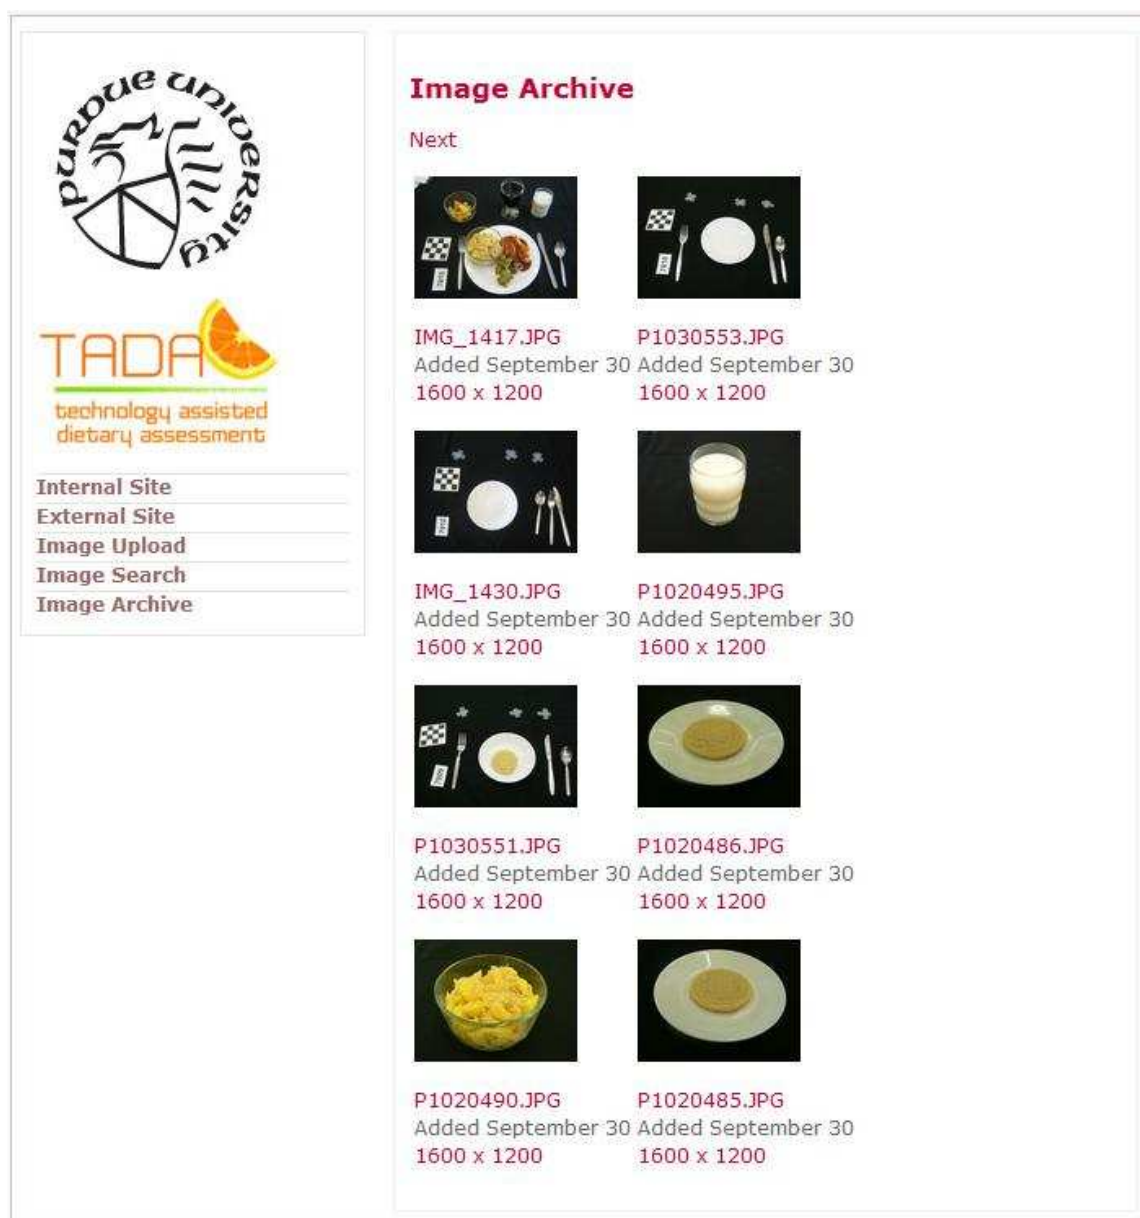 PURDUE UNIVERSITY
TADA
technology assisted
dietary assessment
Internal Site
External Site
Image Upload
Image Search
Image Archive
Image Archive
Next
IMG_1417.JPG
Added September 30
1600 x 1200
P1030553.JPG
Added September 30
1600 x 1200
IMG_1430.JPG
Added September 30
1600 x 1200
P1020495.JPG
Added September 30
1600 x 1200
P1030551.JPG
Added September 30
1600 x 1200
P1020486.JPG
Added September 30
1600 x 1200
P1020490.JPG
Added September 30
1600 x 1200
P1020485.JPG
Added September 30
1600 x 1200